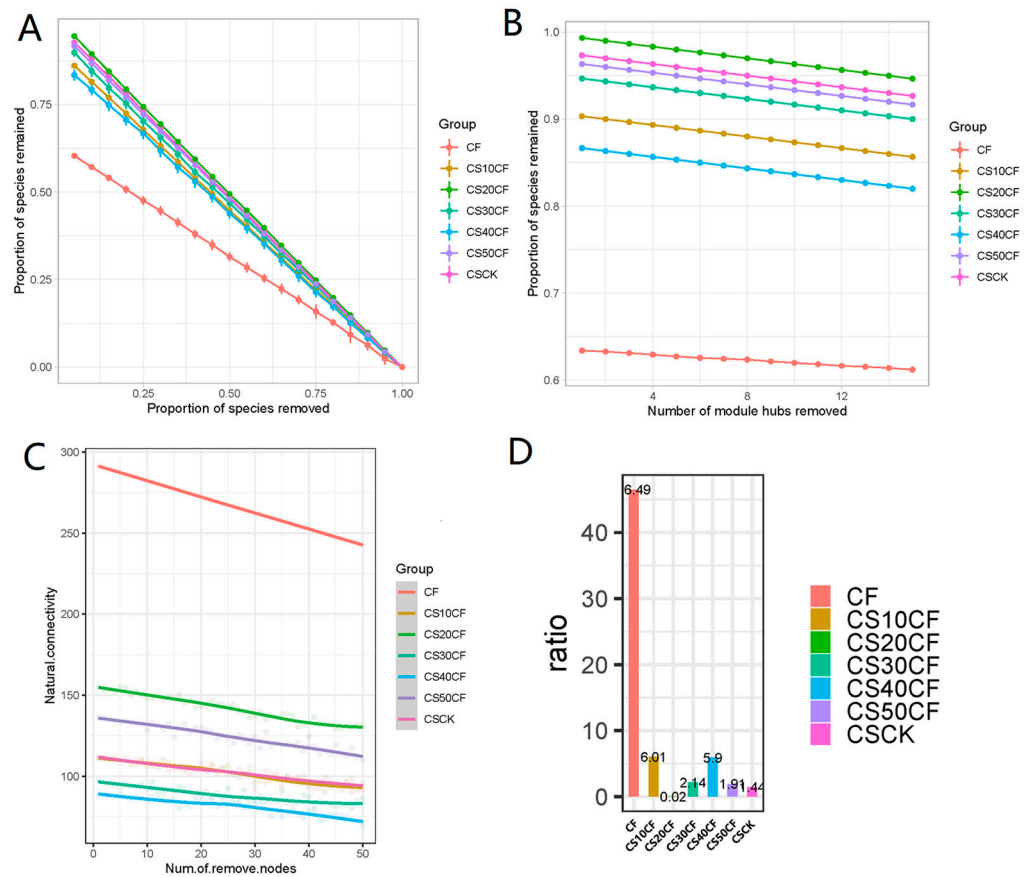 A
Proportion of species remained
0.75
0.50
0.25
0.00
0.25
0.50
0.75
1.00
Proportion of species removed
Group
CF
CS10CF
CS20CF
CS30CF
CS40CF
CS50CF
CSCK
B
Proportion of species remained
1.0
0.9
0.8
0.7
0.6
4
8
12
Number of module hubs removed
Group
CF
CS10CF
CS20CF
CS30CF
CS40CF
CS50CF
CSCK
C
Natural.connectivity
300
250
200
150
100
0
10
20
30
40
50
Num.of.remove.nodes
Group
CF
CS10CF
CS20CF
CS30CF
CS40CF
CS50CF
CSCK
D
ratio
40
30
20
10
0
6.49
6.01
0.02
2.14
5.9
1.91
1.44
CF
CS10CF
CS20CF
CS30CF
CS40CF
CS50CF
CSCK
CF
CS10CF
CS20CF
CS30CF
CS40CF
CS50CF
CSCK